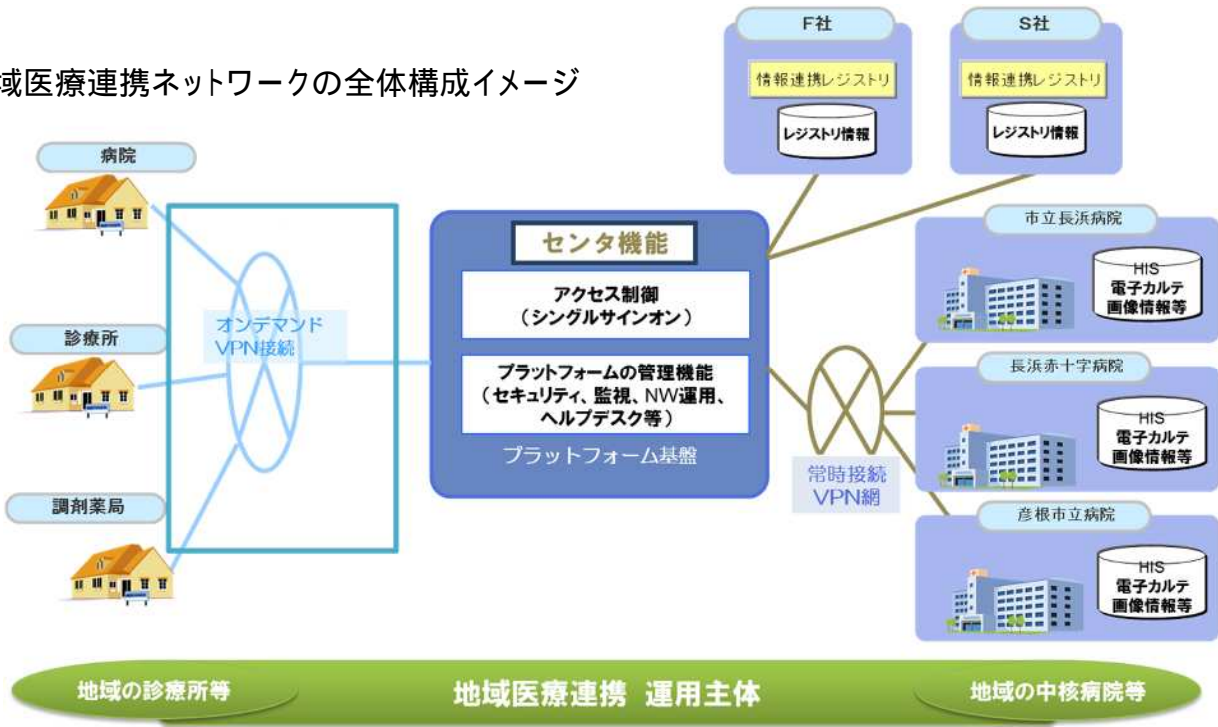 域医療連携ネットワークの全体構成イメージ
F社
情報連携レジストリ
レジストリ情報
S社
情報連携レジストリ
レジストリ情報
病院
診療所
調剤薬局
オンデマンド
VPN接続
センタ機能
アクセス制御
（シングルサインオン）
プラットフォームの管理機能
（セキュリティ、監視、NW運用、
ヘルプデスク等）
プラットフォーム基盤
常時接続
VPN網
市立長浜病院
HIS
電子カルテ
画像情報等
長浜赤十字病院
HIS
電子カルテ
画像情報等
彦根市立病院
HIS
電子カルテ
画像情報等
地域の診療所等
地域医療連携 運用主体
地域の中核病院等